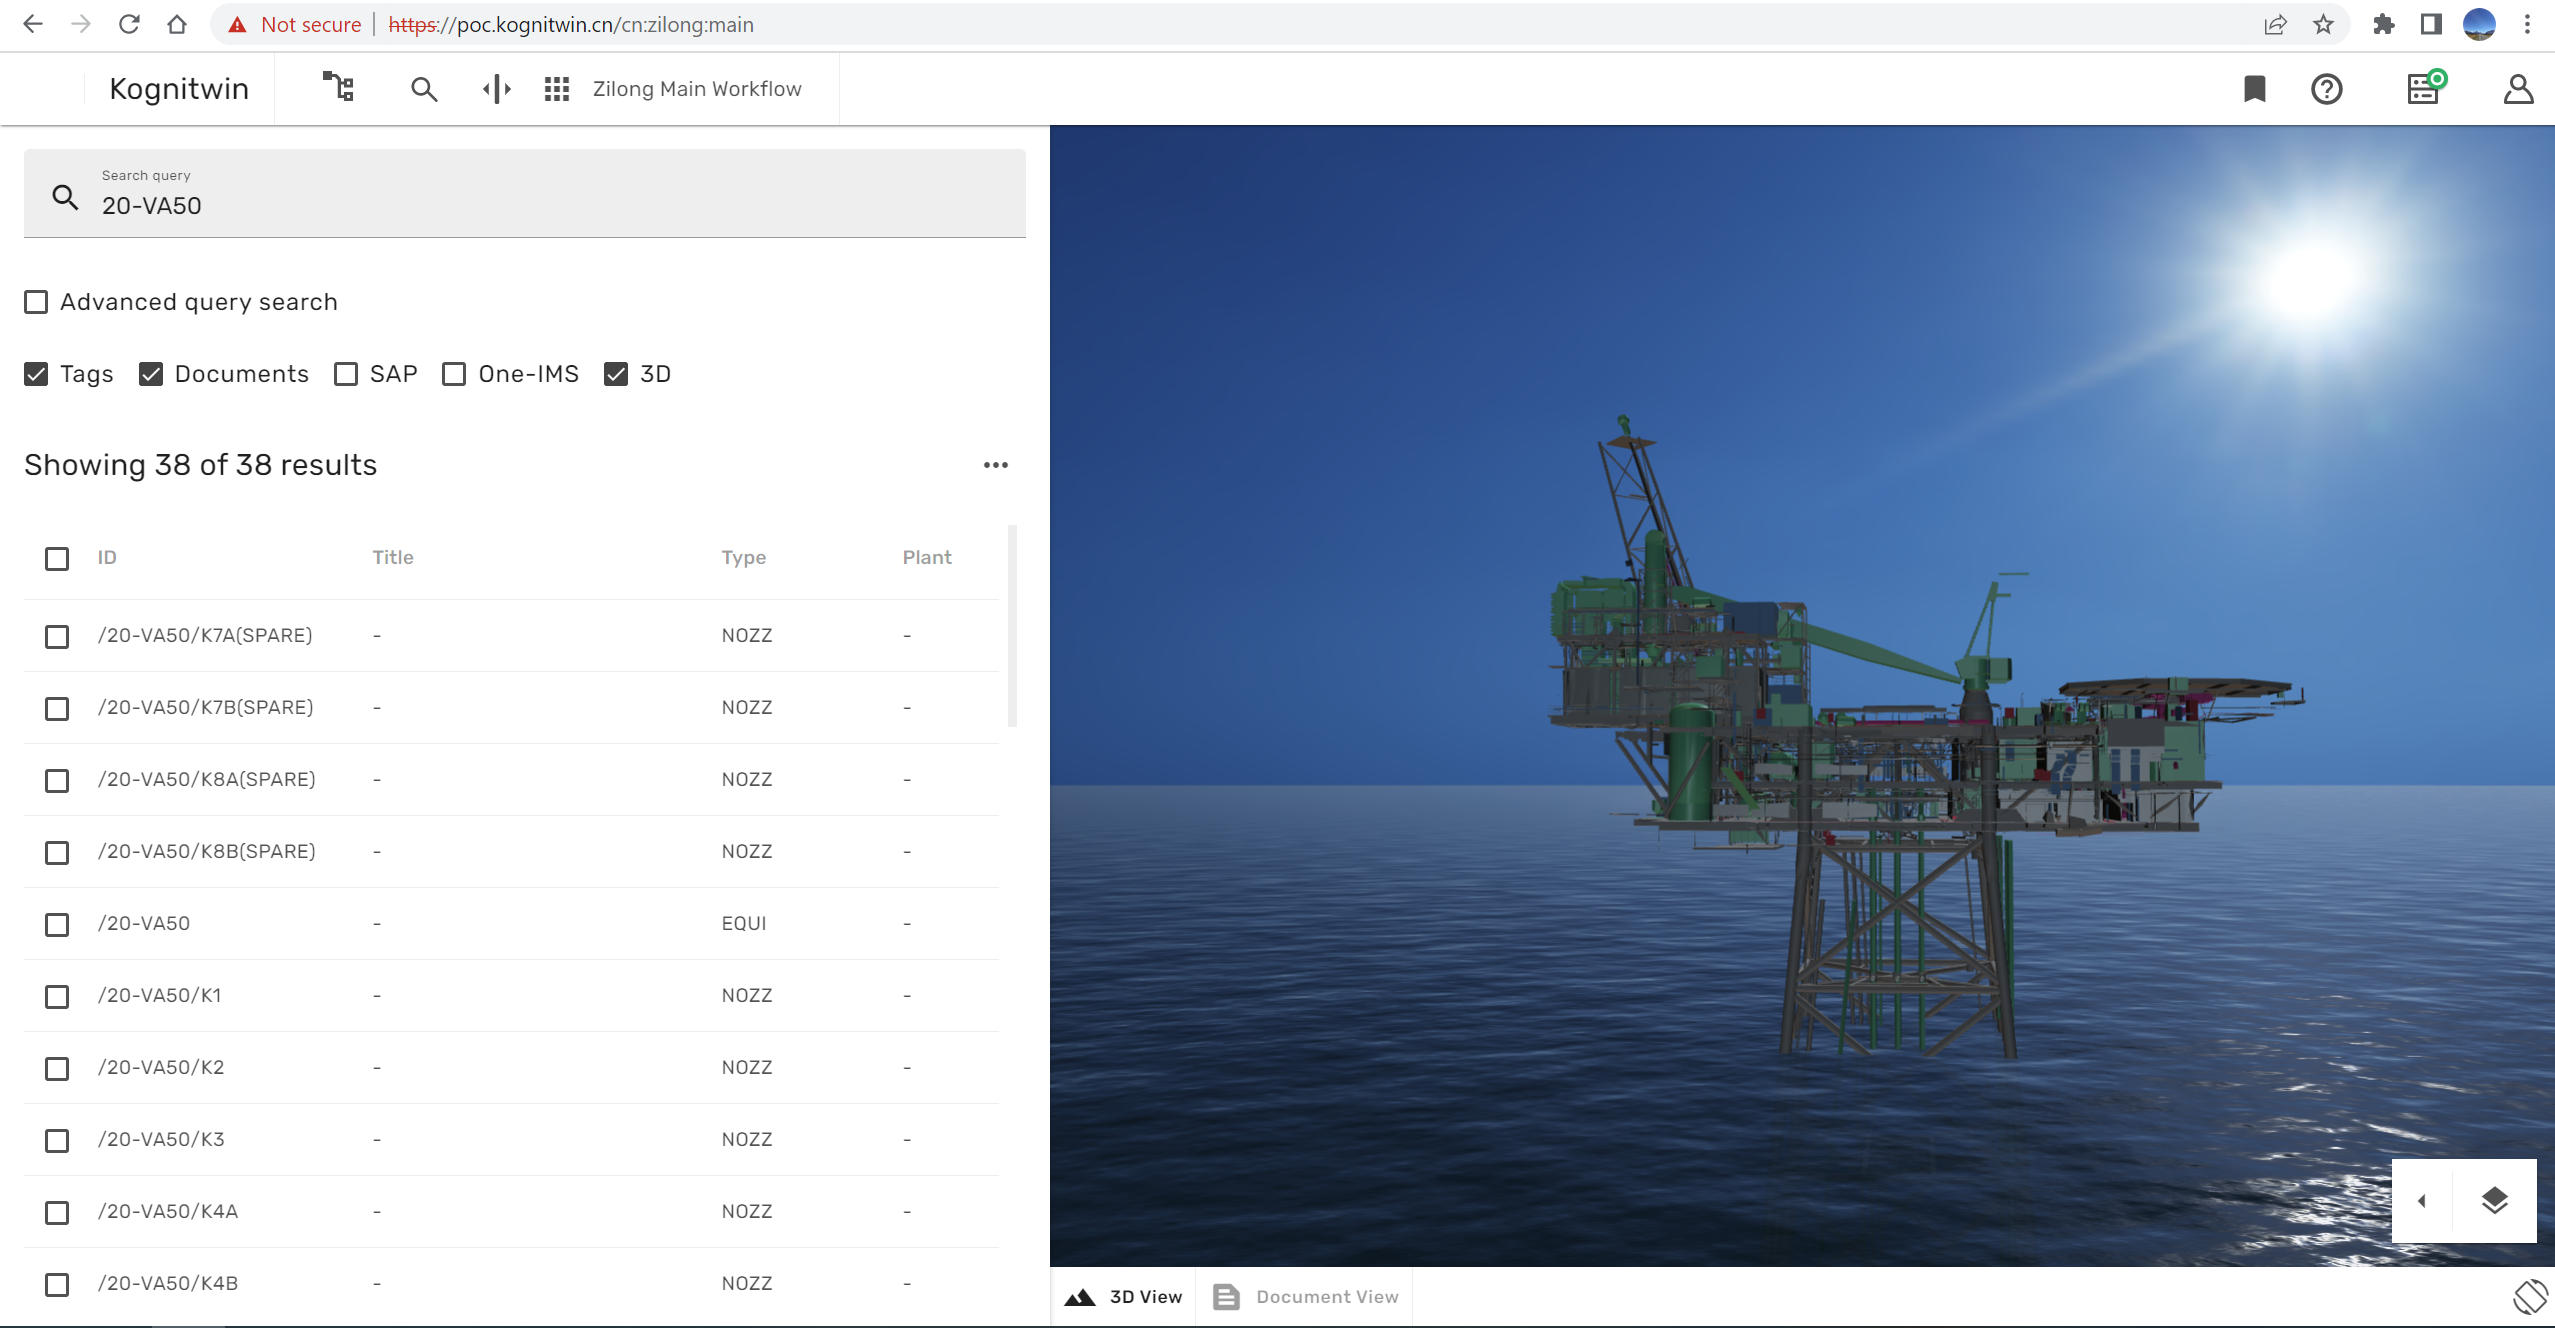 Not secure | https://poc.kognitwin.cn/cn:zilong:main
Kognitwin
Zilong Main Workflow
Search query
20-VA50
Advanced query search
Tags Documents SAP One-IMS 3D
Showing 38 of 38 results
ID Title Type Plant
/20-VA50/K7A(SPARE) - NOZZ -
/20-VA50/K7B(SPARE) - NOZZ -
/20-VA50/K8A(SPARE) - NOZZ -
/20-VA50/K8B(SPARE) - NOZZ -
/20-VA50 - EQUI -
/20-VA50/K1 - NOZZ -
/20-VA50/K2 - NOZZ -
/20-VA50/K3 - NOZZ -
/20-VA50/K4A - NOZZ -
/20-VA50/K4B - NOZZ -
3D View
Document View